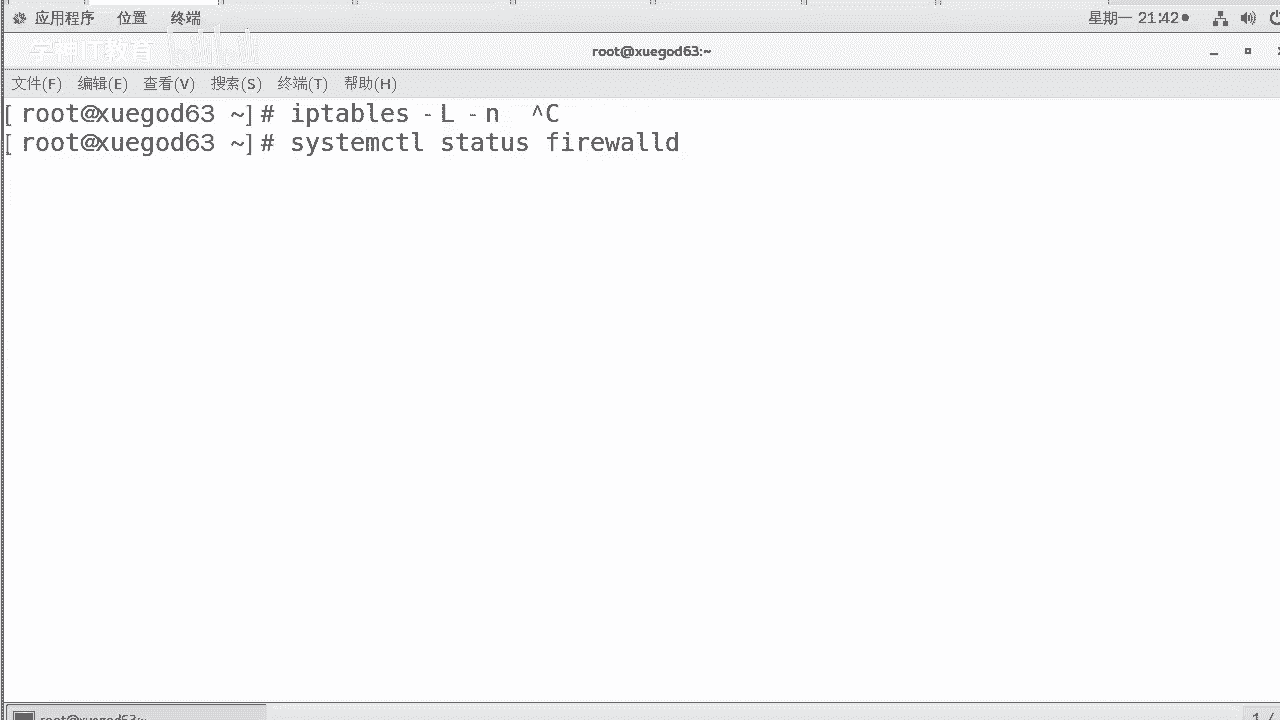 应用程序 位置 终端 星期一 21:42
学神IT教育
root@xuegod63:~
文件(F) 编辑(E) 查看(V) 搜索(S) 终端(T) 帮助(H)
[root@xuegod63 ~]# iptables -L -n ^C
[root@xuegod63 ~]# systemctl status firewalld
root@xuegod63:~ 1 /